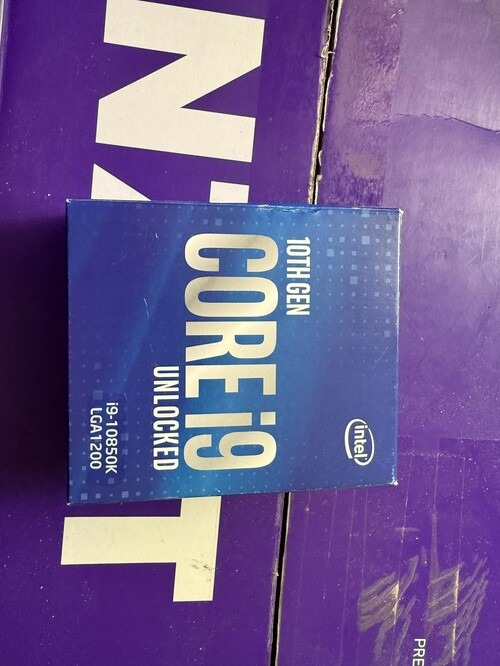 intel
10TH GEN
CORE i9
UNLOCKED
i9-10850K
LGA1200
PRE